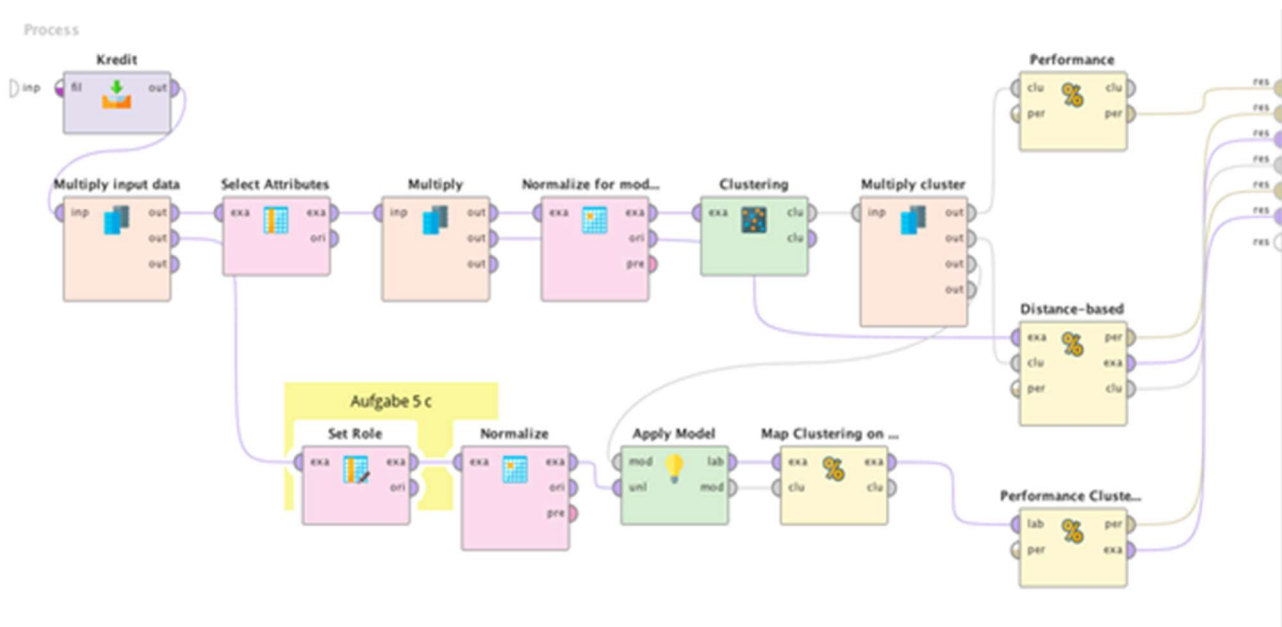 Process
Kredit
inp fil out
Performance
clu clu
per per
res
res
res
res
res
res
res
Multiply input data
inp out
out
out
Select Attributes
exa exa
ori
Multiply
inp out
out
out
Normalize for mod...
exa exa
ori
pre
Clustering
exa clu
clu
Multiply cluster
inp out
out
out
out
Distance-based
exa per
clu exa
per clu
Aufgabe 5 c
Set Role
exa exa
ori
Normalize
exa exa
ori
pre
Apply Model
mod lab
unl mod
Map Clustering on ...
exa exa
clu clu
Performance Cluste...
lab per
per exa